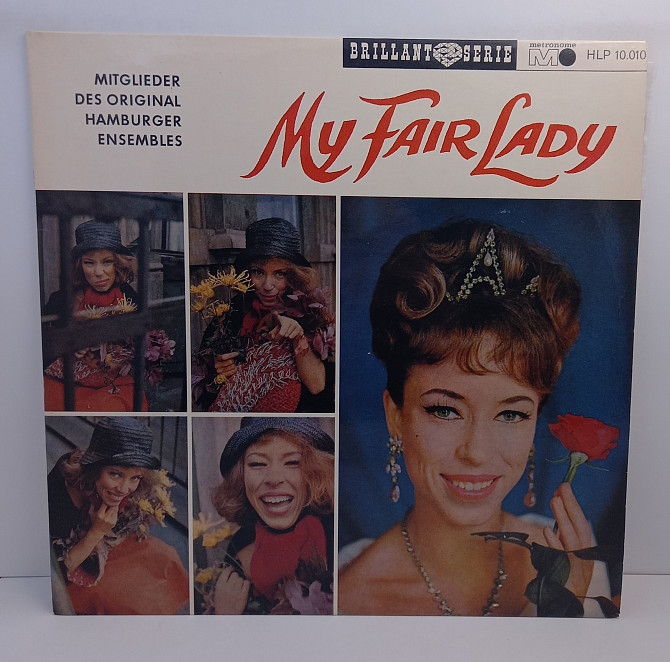 BRILLANT SERIE
metronome
M
HLP 10.010
MITGLIEDER
DES ORIGINAL
HAMBURGER
ENSEMBLES
My Fair Lady